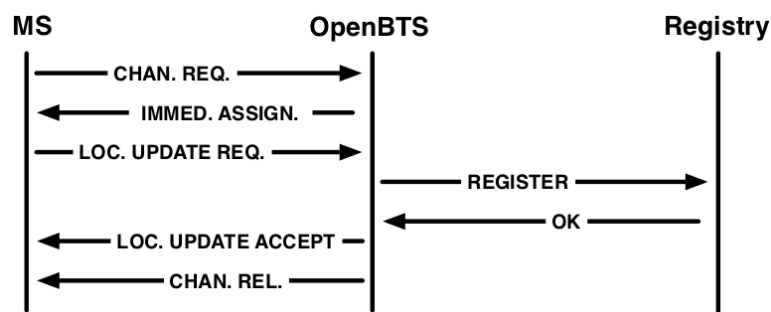 MS OpenBTS Registry
CHAN. REQ.
IMMED. ASSIGN.
LOC. UPDATE REQ.
REGISTER
OK
LOC. UPDATE ACCEPT
CHAN. REL.